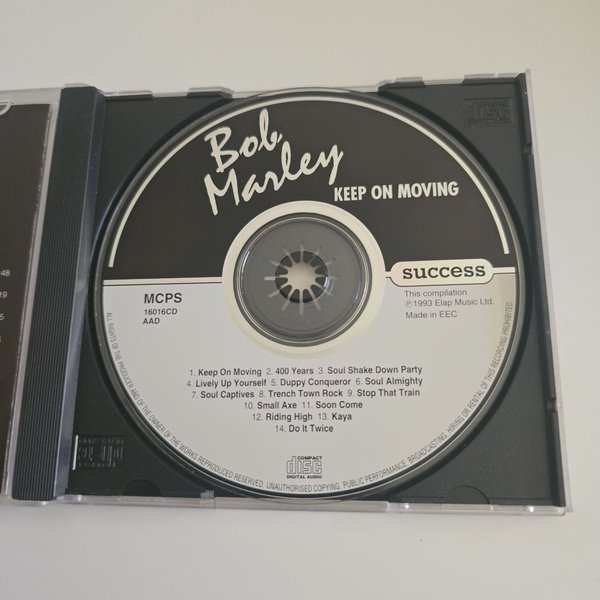 Bob
Marley
KEEP ON MOVING
success
MCPS
16016CD
AAD
This compilation
℗1993 Elap Music Ltd.
Made in EEC
1. Keep On Moving 2. 400 Years 3. Soul Shake Down Party
4. Lively Up Yourself 5. Duppy Conqueror 6. Soul Almighty
7. Soul Captives 8. Trench Town Rock 9. Stop That Train
10. Small Axe 11. Soon Come
12. Riding High 13. Kaya
14. Do It Twice
COMPACT
disc
DIGITAL AUDIO
ALL RIGHTS OF THE PRODUCER AND OF THE OWNER OF THE WORKS REPRODUCED RESERVED. UNAUTHORISED COPYING, PUBLIC PERFORMANCE, BROADCASTING, HIRING OR RENTAL OF THIS RECORDING PROHIBITED.
disc